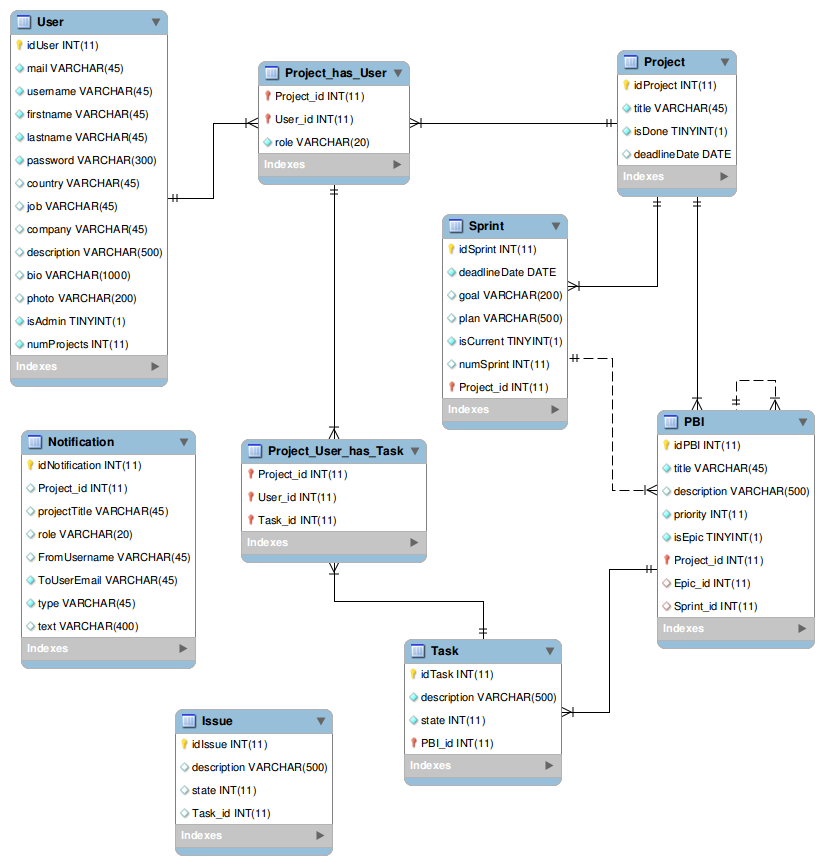 User
idUser INT(11)
mail VARCHAR(45)
username VARCHAR(45)
firstname VARCHAR(45)
lastname VARCHAR(45)
password VARCHAR(300)
country VARCHAR(45)
job VARCHAR(45)
company VARCHAR(45)
description VARCHAR(500)
bio VARCHAR(1000)
photo VARCHAR(200)
isAdmin TINYINT(1)
numProjects INT(11)
Indexes
Project_has_User
Project_id INT(11)
User_id INT(11)
role VARCHAR(20)
Indexes
Project
idProject INT(11)
title VARCHAR(45)
isDone TINYINT(1)
deadlineDate DATE
Indexes
Sprint
idSprint INT(11)
deadlineDate DATE
goal VARCHAR(200)
plan VARCHAR(500)
isCurrent TINYINT(1)
numSprint INT(11)
Project_id INT(11)
Indexes
Notification
idNotification INT(11)
Project_id INT(11)
projectTitle VARCHAR(45)
role VARCHAR(20)
FromUsername VARCHAR(45)
ToUserEmail VARCHAR(45)
type VARCHAR(45)
text VARCHAR(400)
Indexes
Project_User_has_Task
Project_id INT(11)
User_id INT(11)
Task_id INT(11)
Indexes
PBI
idPBI INT(11)
title VARCHAR(45)
description VARCHAR(500)
priority INT(11)
isEpic TINYINT(1)
Project_id INT(11)
Epic_id INT(11)
Sprint_id INT(11)
Indexes
Task
idTask INT(11)
description VARCHAR(500)
state INT(11)
PBI_id INT(11)
Indexes
Issue
idIssue INT(11)
description VARCHAR(500)
state INT(11)
Task_id INT(11)
Indexes